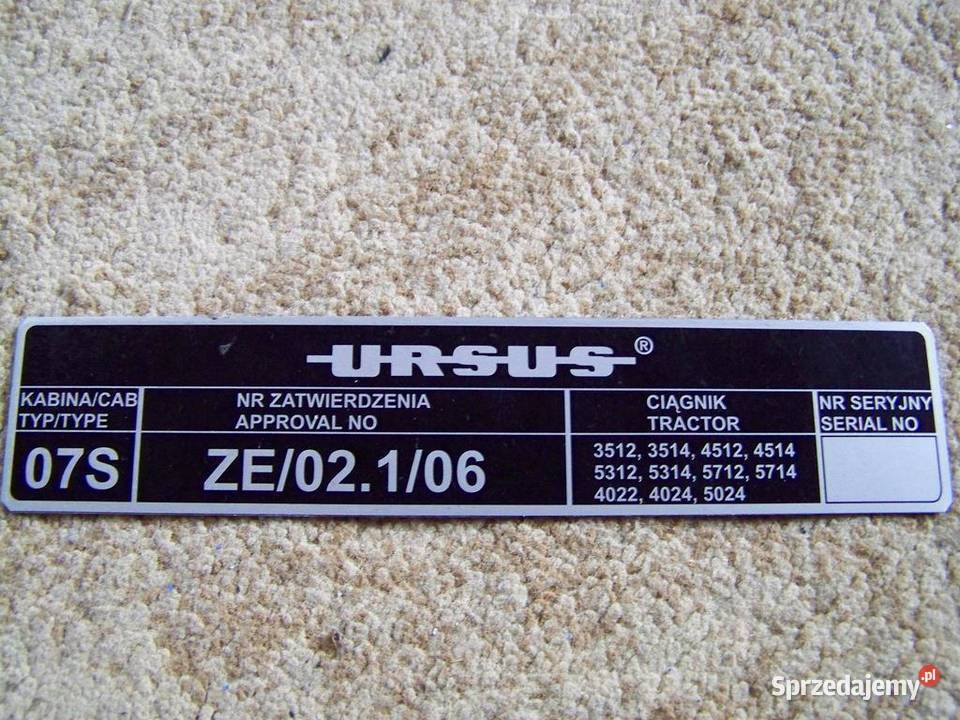 URSUS®
KABINA/CAB
TYP/TYPE
07S
NR ZATWIERDZENIA
APPROVAL NO
ZE/02.1/06
CIĄGNIK
TRACTOR
3512, 3514, 4512, 4514
5312, 5314, 5712, 5714
4022, 4024, 5024
NR SERYJNY
SERIAL NO
Sprzedajemy.pl